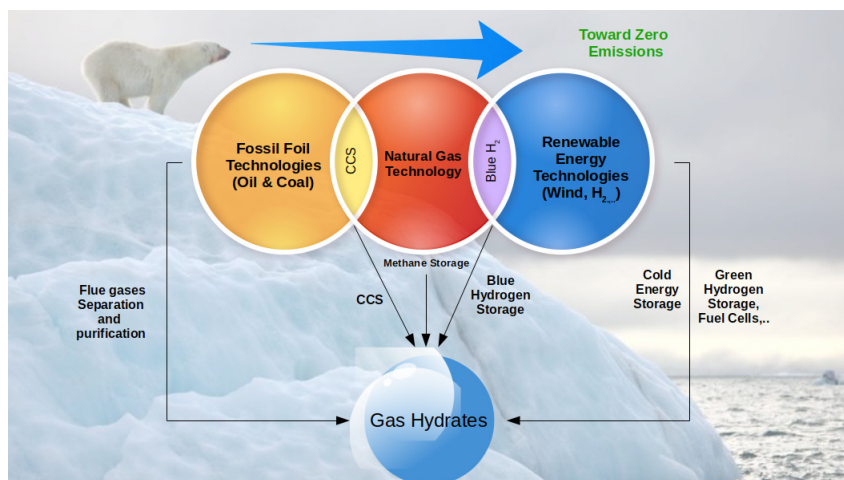 Toward Zero
Emissions
Fossil Foil
Technologies
(Oil & Coal)
CCS
Natural Gas
Technology
Blue H2
Renewable
Energy
Technologies
(Wind, H2,..)
Flue gases
Separation
and
purification
CCS
Methane Storage
Blue
Hydrogen
Storage
Cold
Energy
Storage
Green
Hydrogen
Storage,
Fuel Cells,..
Gas Hydrates